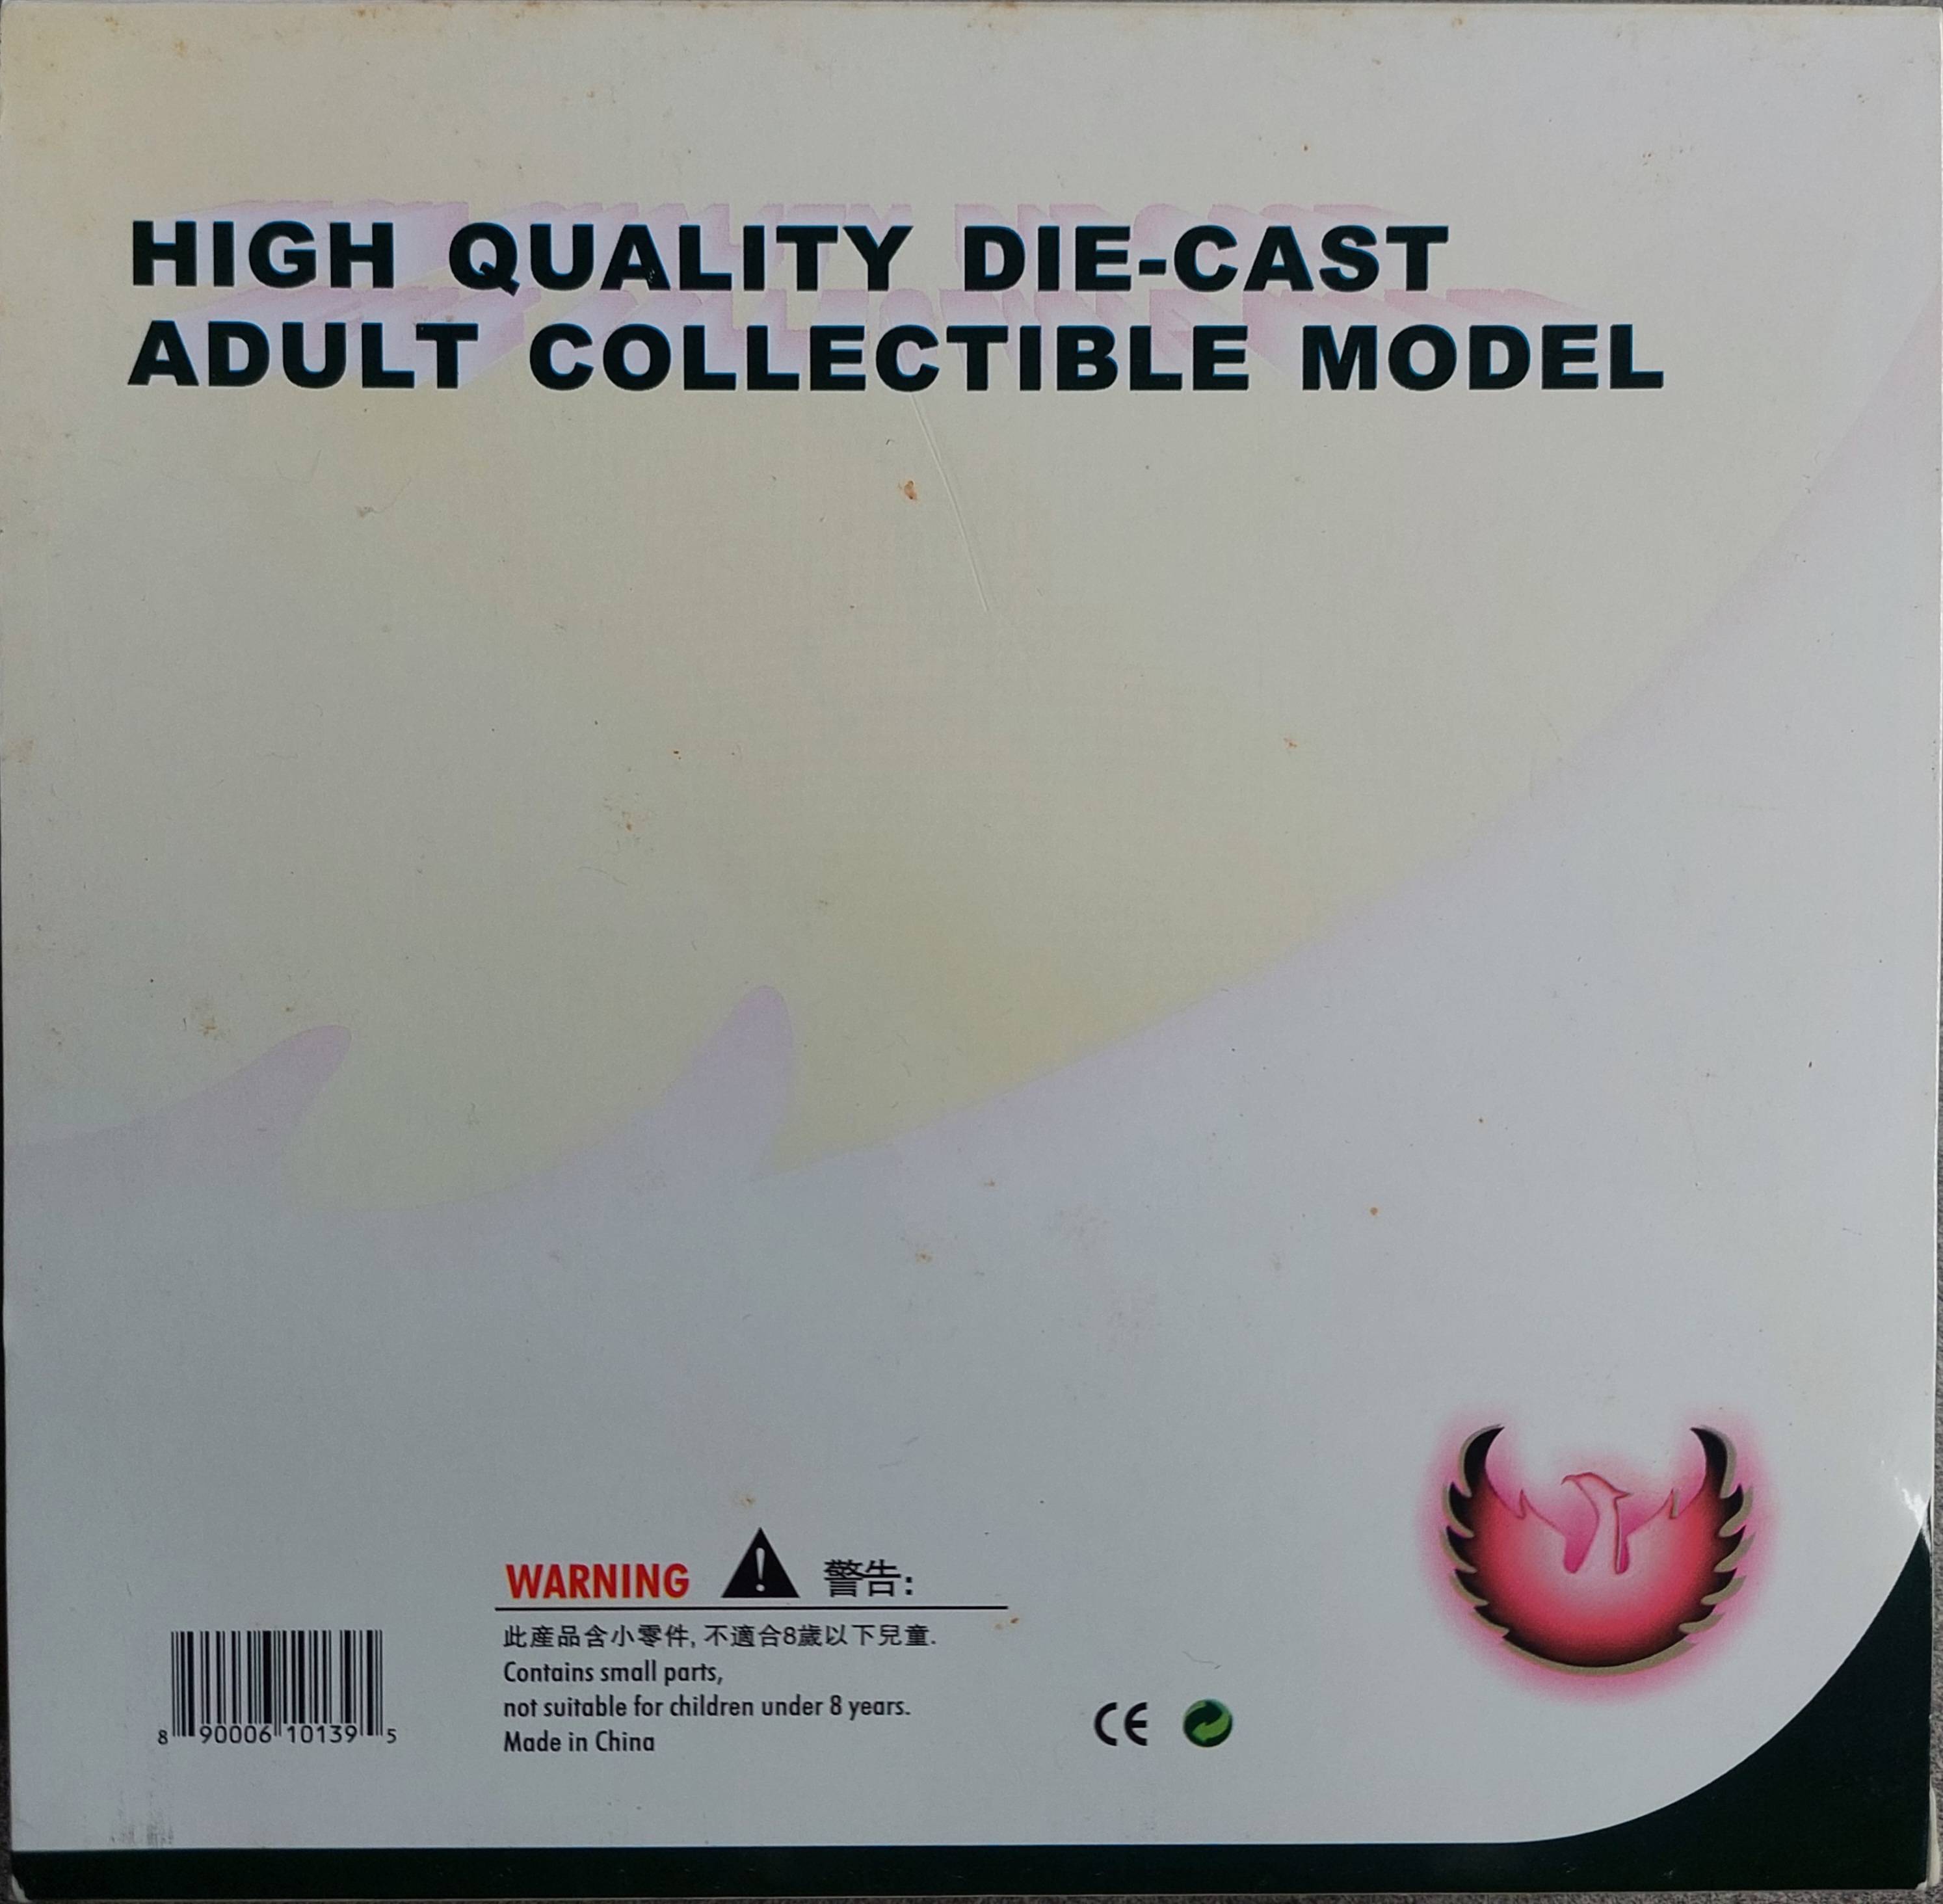 HIGH QUALITY DIE-CAST
ADULT COLLECTIBLE MODEL
WARNING ! 警告:
此產品含小零件, 不適合8歲以下兒童.
Contains small parts,
not suitable for children under 8 years.
Made in China
8 90006 10139 5
CE